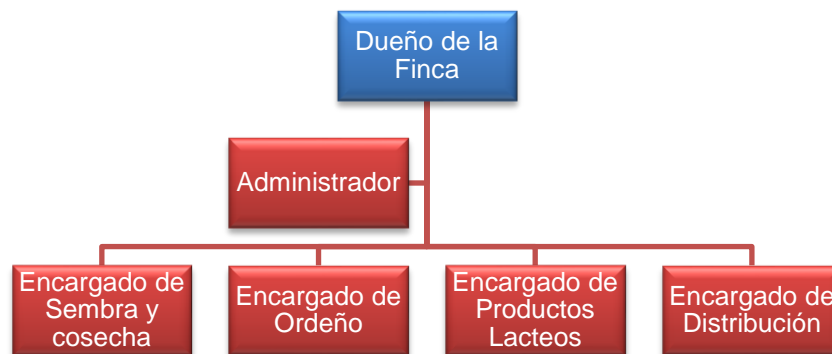 Dueño de la
Finca
Administrador
Encargado de
Sembra y
cosecha
Encargado de
Ordeño
Encargado de
Productos
Lacteos
Encargado de
Distribución